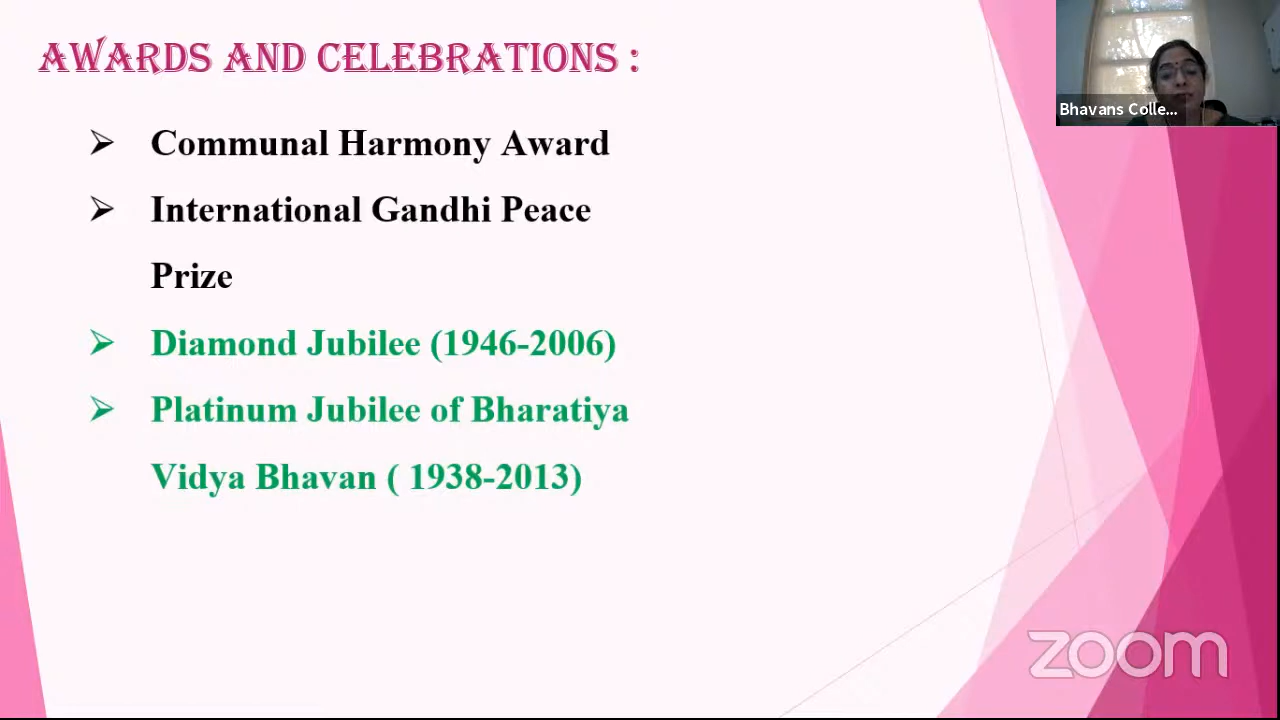 AWARDS AND CELEBRATIONS :
Bhavans Colle...
➢ Communal Harmony Award
➢ International Gandhi Peace
Prize
➢ Diamond Jubilee (1946-2006)
➢ Platinum Jubilee of Bharatiya
Vidya Bhavan ( 1938-2013)
zoom